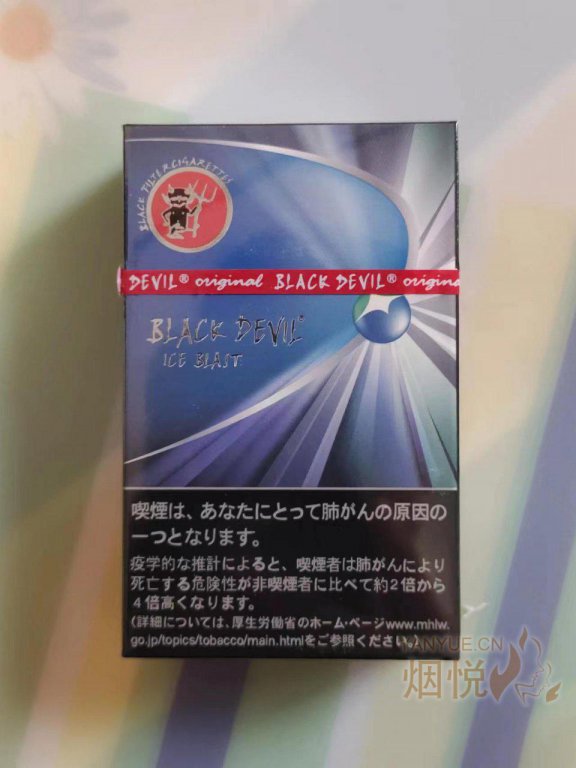 BLACK FILTER CIGARETTES
DEVIL® original BLACK DEVIL® origina
BLACK DEVIL®
ICE BLAST
喫煙は、あなたにとって肺がんの原因の
一つとなります。
疫学的な推計によると、喫煙者は肺がんにより
死亡する危険性が非喫煙者に比べて約2倍から
4倍高くなります。
(詳細については、厚生労働省のホーム・ページwww.mhlw.
go.jp/topics/tobacco/main.htmlをご参照ください。)
YANYUE.CN
烟悦